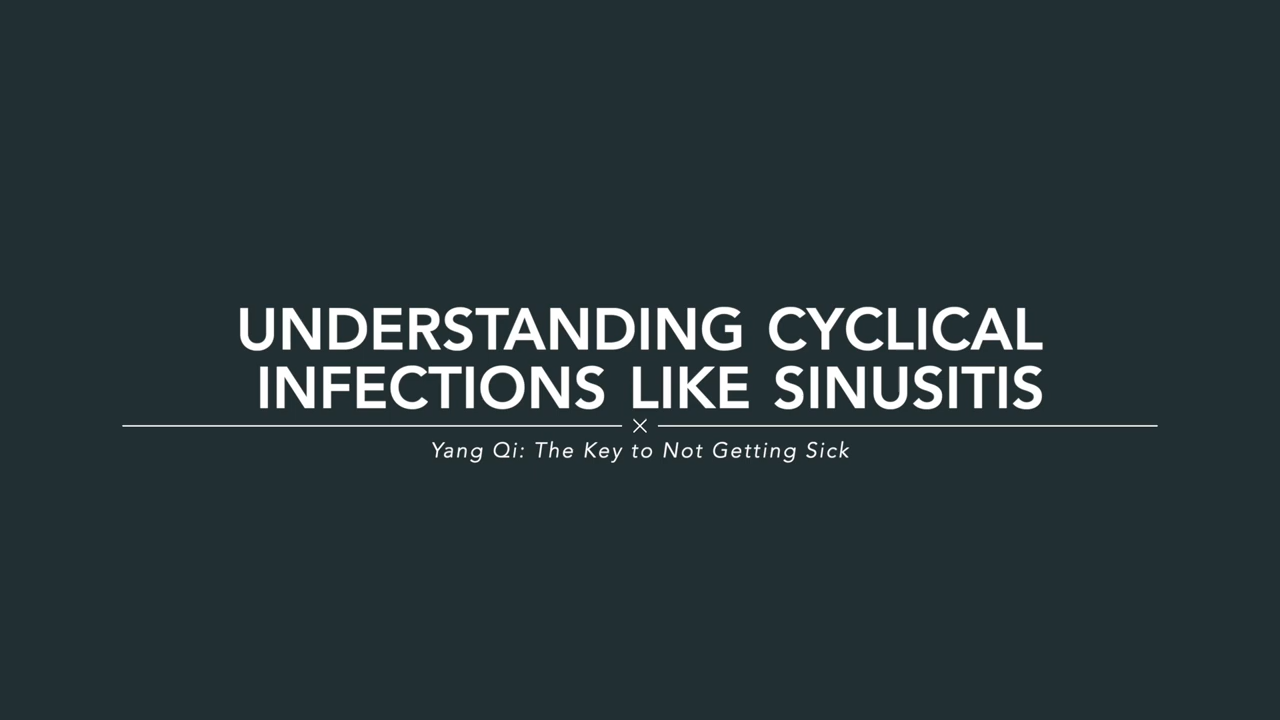 UNDERSTANDING CYCLICAL
INFECTIONS LIKE SINUSITIS
Yang Qi: The Key to Not Getting Sick